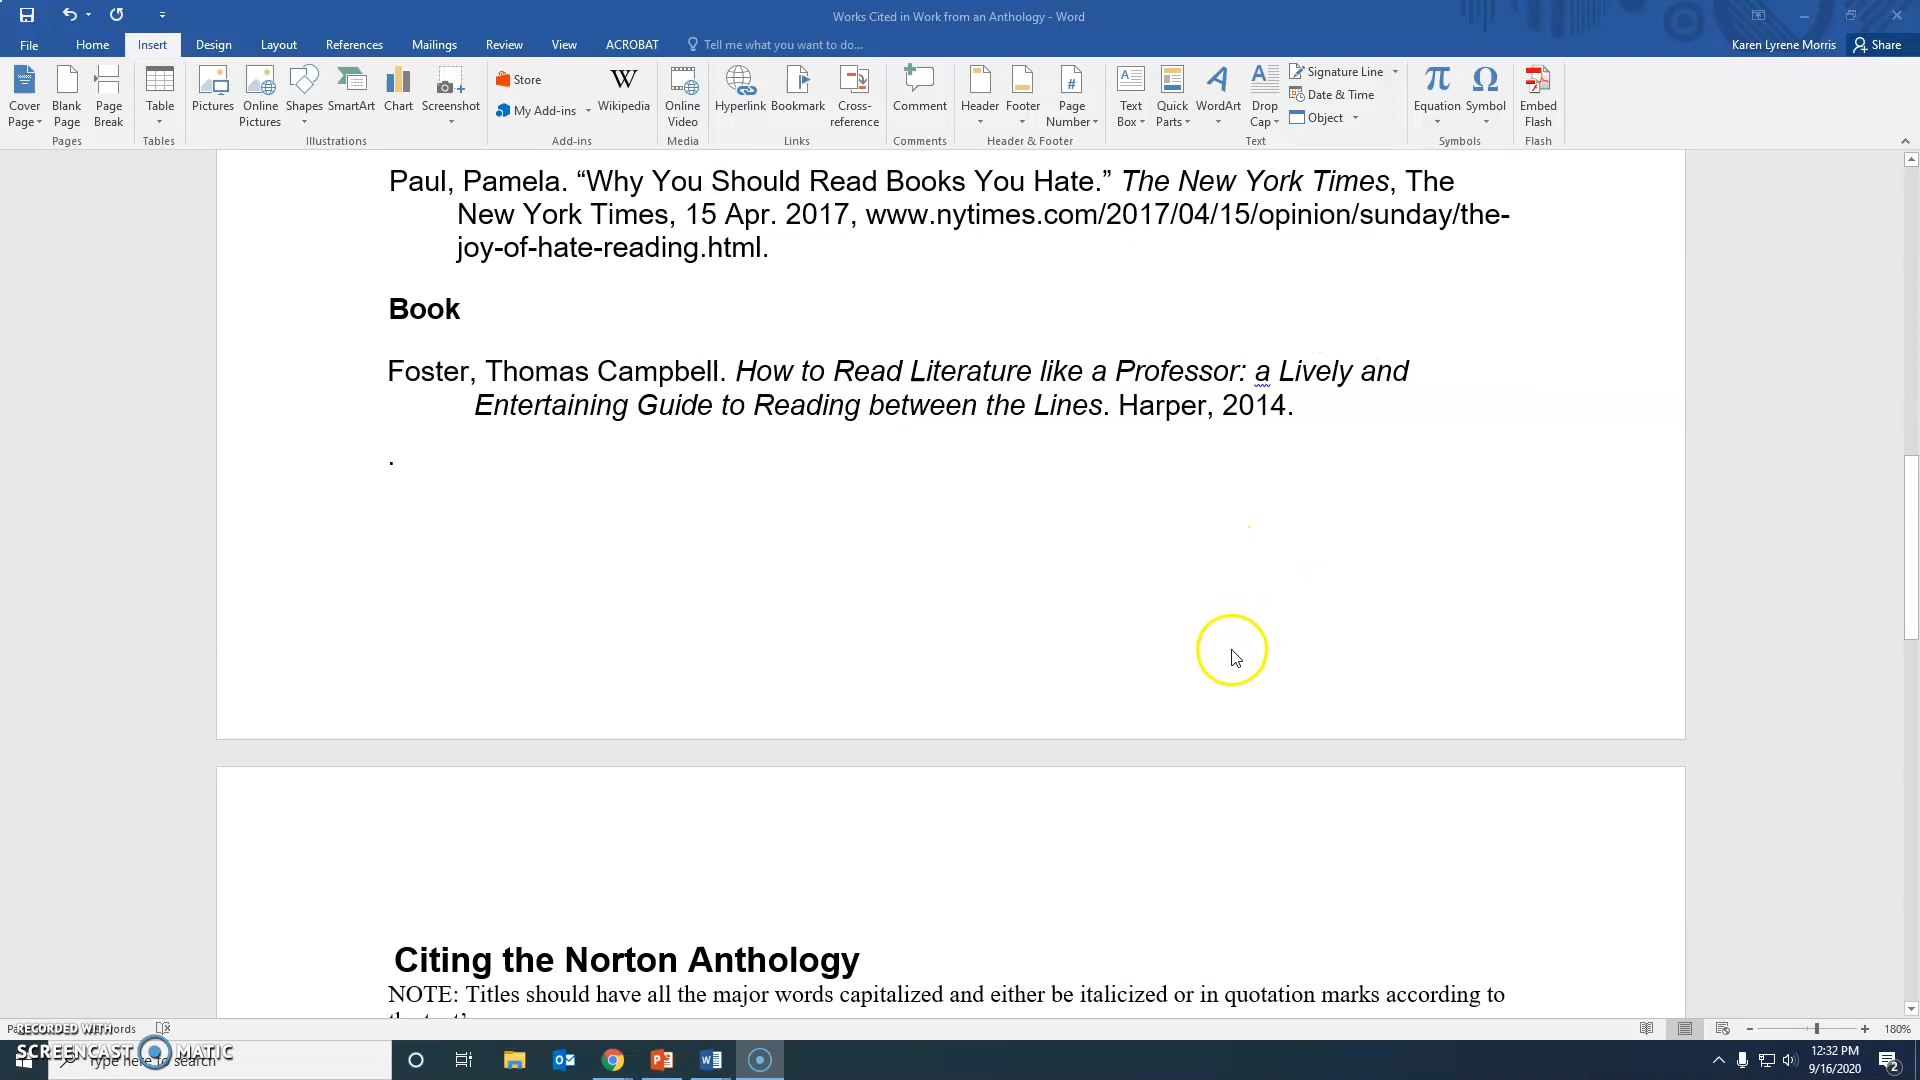 Works Cited in Work from an Anthology - Word
File Home Insert Design Layout References Mailings Review View ACROBAT Tell me what you want to do... Karen Lyrene Morris Share
Cover Page
Blank Page
Page Break
Table
Pictures
Online Pictures
Shapes
SmartArt
Chart
Screenshot
Store
My Add-ins
Wikipedia
Online Video
Hyperlink
Bookmark
Cross-reference
Comment
Header
Footer
Page Number
Text Box
Quick Parts
WordArt
Drop Cap
Signature Line
Date & Time
Object
Equation
Symbol
Embed Flash
Pages Tables Illustrations Add-ins Media Links Comments Header & Footer Text Symbols Flash
Paul, Pamela. “Why You Should Read Books You Hate.” The New York Times, The
New York Times, 15 Apr. 2017, www.nytimes.com/2017/04/15/opinion/sunday/the-
joy-of-hate-reading.html.
Book
Foster, Thomas Campbell. How to Read Literature like a Professor: a Lively and
Entertaining Guide to Reading between the Lines. Harper, 2014.
.
Citing the Norton Anthology
NOTE: Titles should have all the major words capitalized and either be italicized or in quotation marks according to
180%
RECORDED WITH
SCREENCAST MATIC
Type here to search
12:32 PM
9/16/2020
2